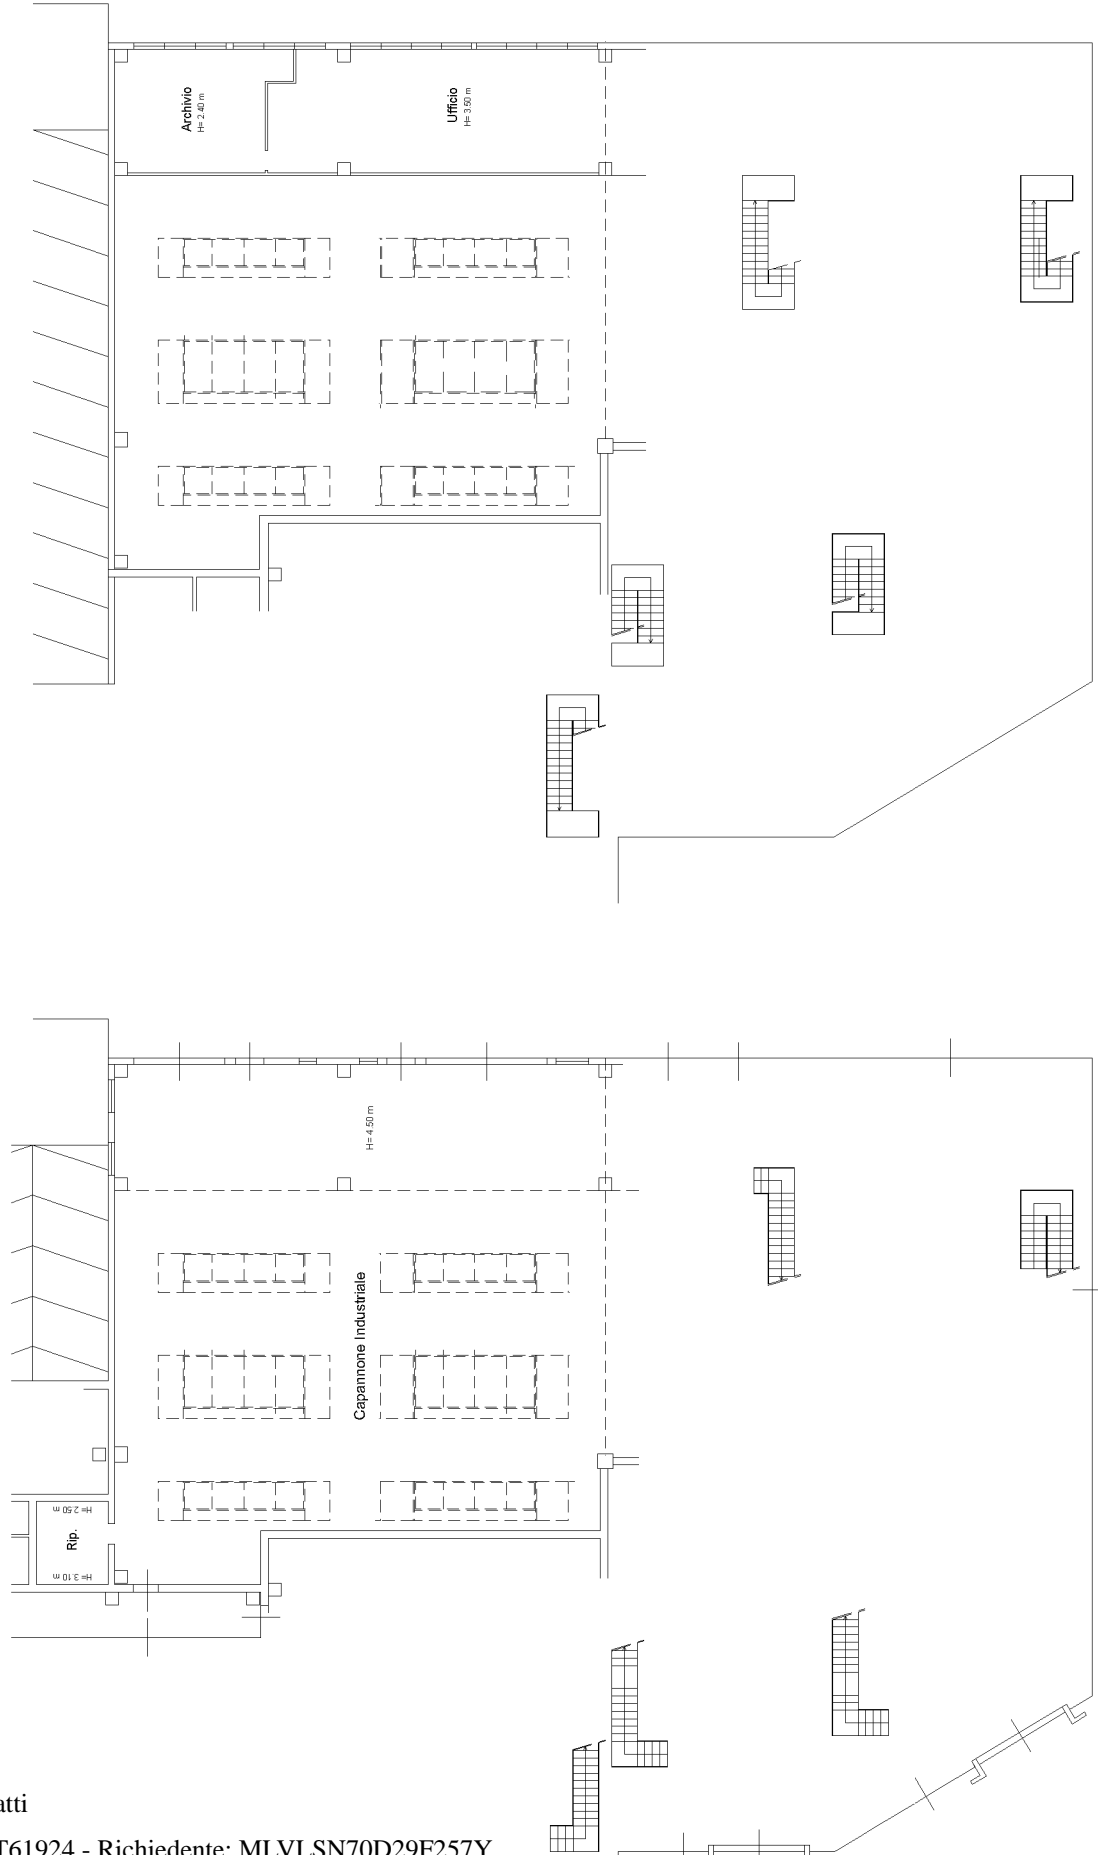 Archivio
H= 2.40 m
Ufficio
H= 3.50 m
H= 4.50 m
Capannone Industriale
H= 2.50 m
Rip.
H= 3.10 m
atti
T61924 - Richiedente: MLVLSN70D29F257Y